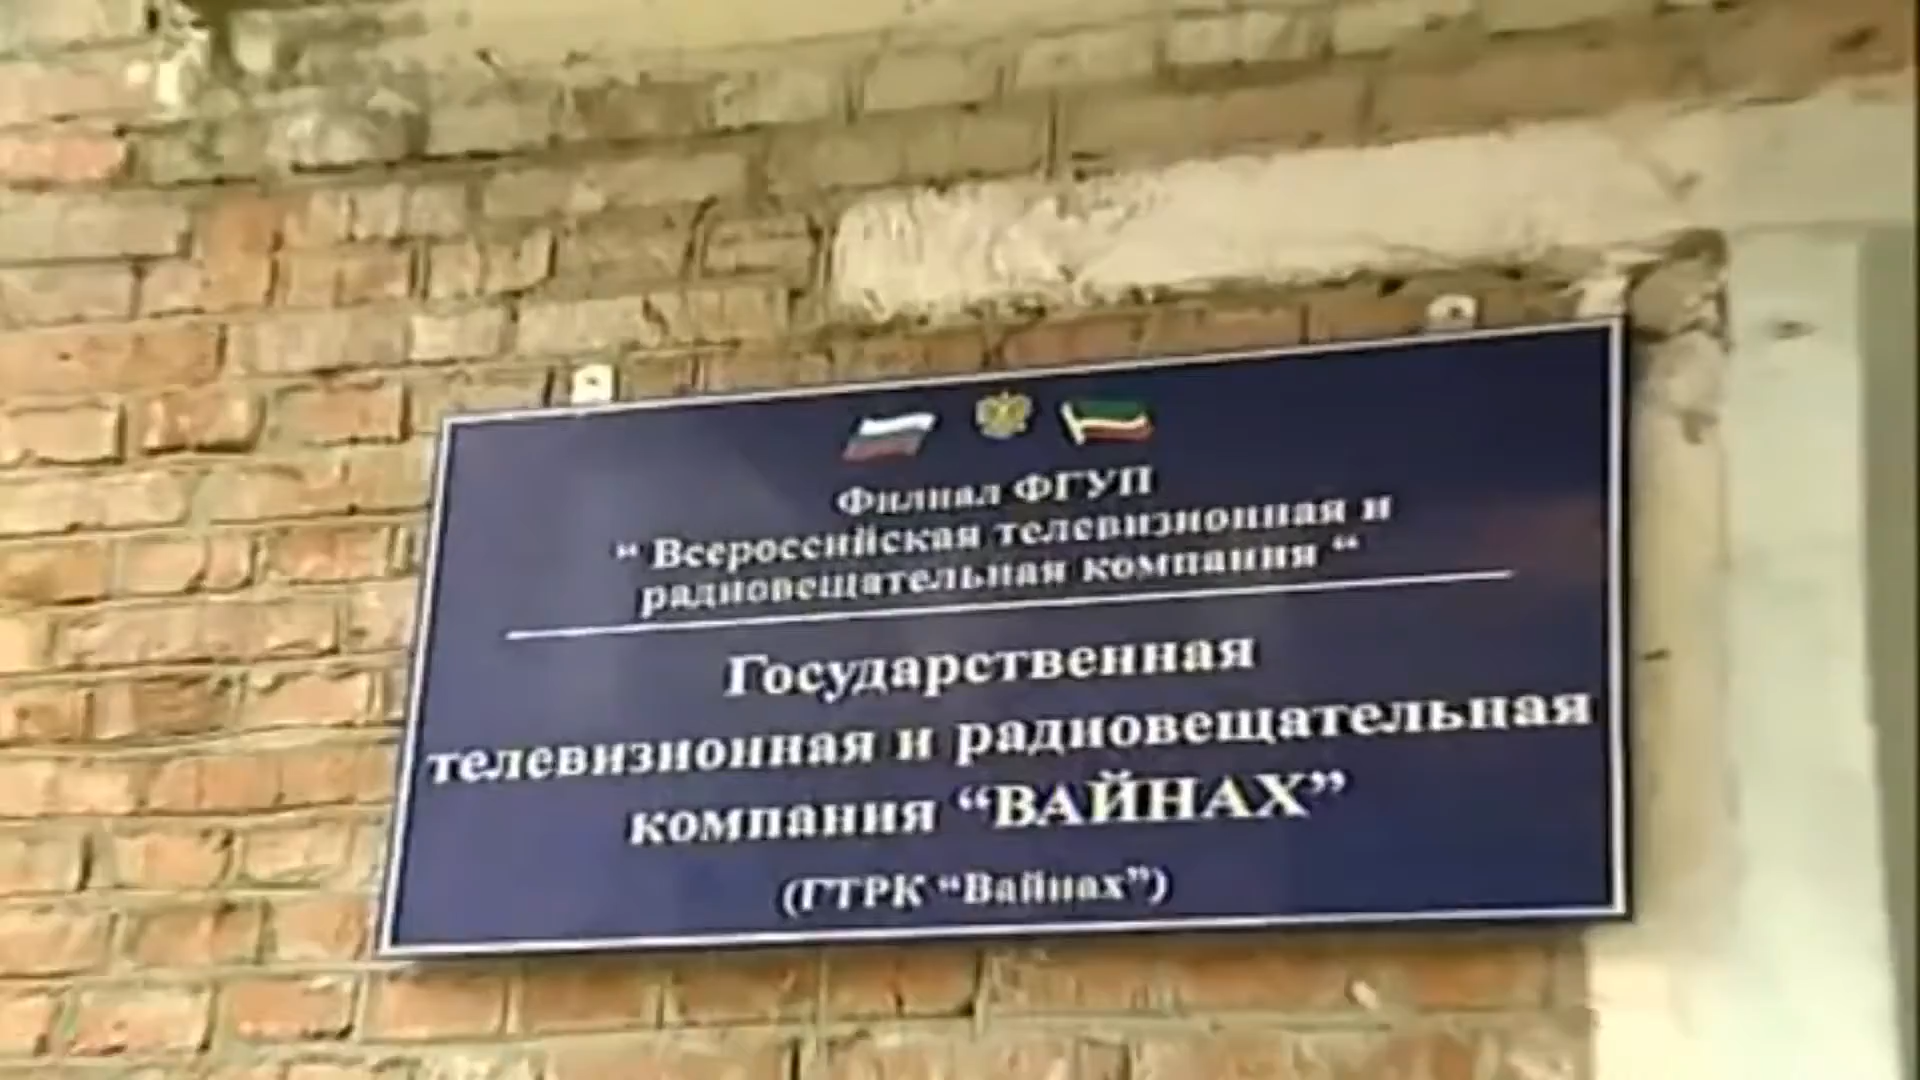 Филиал ФГУП
" Всероссийская телевизионная и
радиовещательная компания “
Государственная
телевизионная и радиовещательная
компания “ВАЙНАХ”
(ГТРК “Вайнах”)